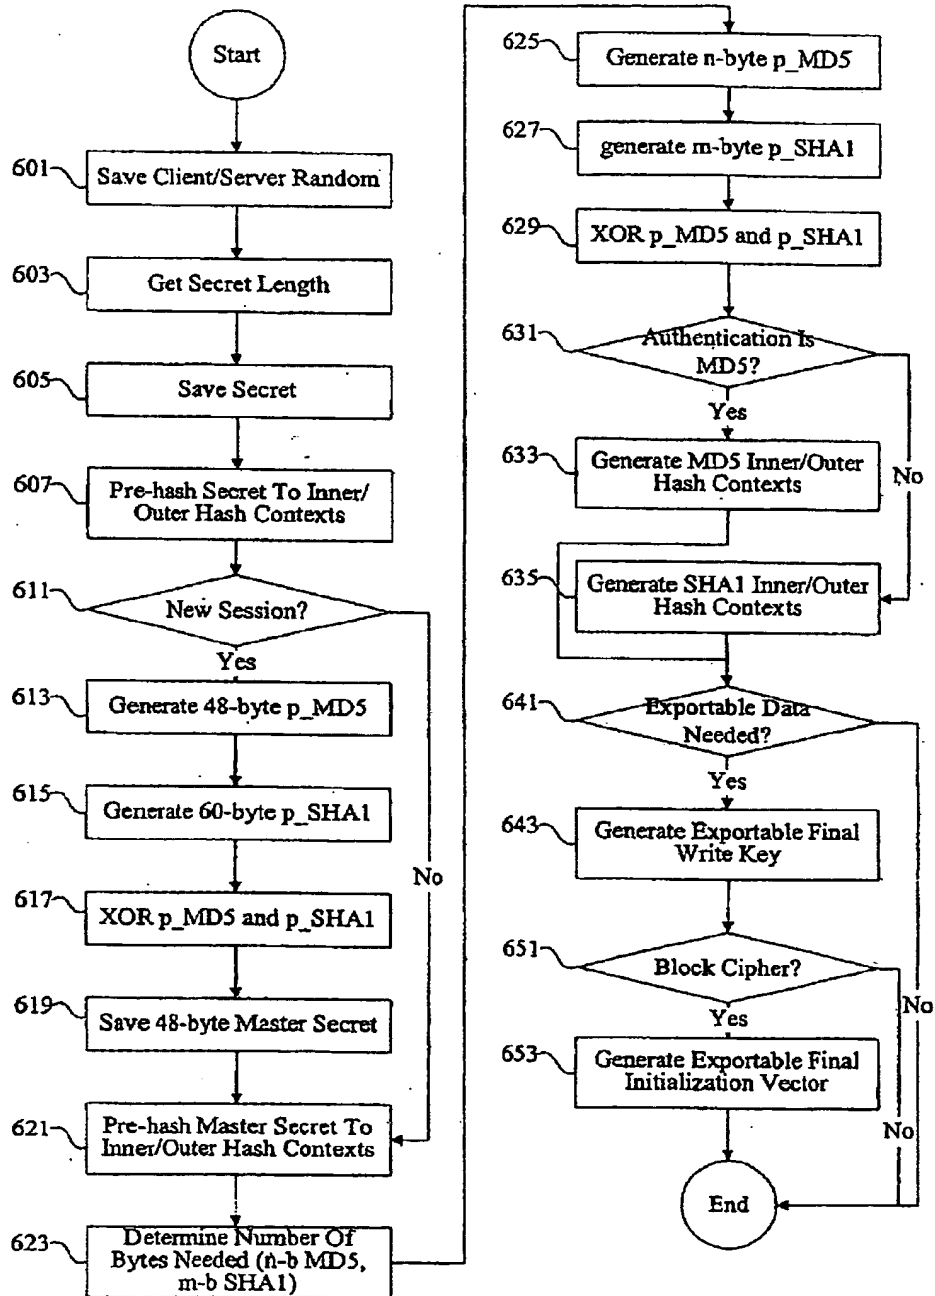 Start
601
Save Client/Server Random
603
Get Secret Length
605
Save Secret
607
Pre-hash Secret To Inner/
Outer Hash Contexts
611
New Session?
Yes
No
613
Generate 48-byte p_MD5
615
Generate 60-byte p_SHA1
617
XOR p_MD5 and p_SHA1
619
Save 48-byte Master Secret
621
Pre-hash Master Secret To
Inner/Outer Hash Contexts
623
Determine Number Of
Bytes Needed (n-b MD5,
m-b SHA1)
625
Generate n-byte p_MD5
627
generate m-byte p_SHA1
629
XOR p_MD5 and p_SHA1
631
Authentication Is
MD5?
Yes
No
633
Generate MD5 Inner/Outer
Hash Contexts
635
Generate SHA1 Inner/Outer
Hash Contexts
641
Exportable Data
Needed?
Yes
No
643
Generate Exportable Final
Write Key
651
Block Cipher?
Yes
No
653
Generate Exportable Final
Initialization Vector
End